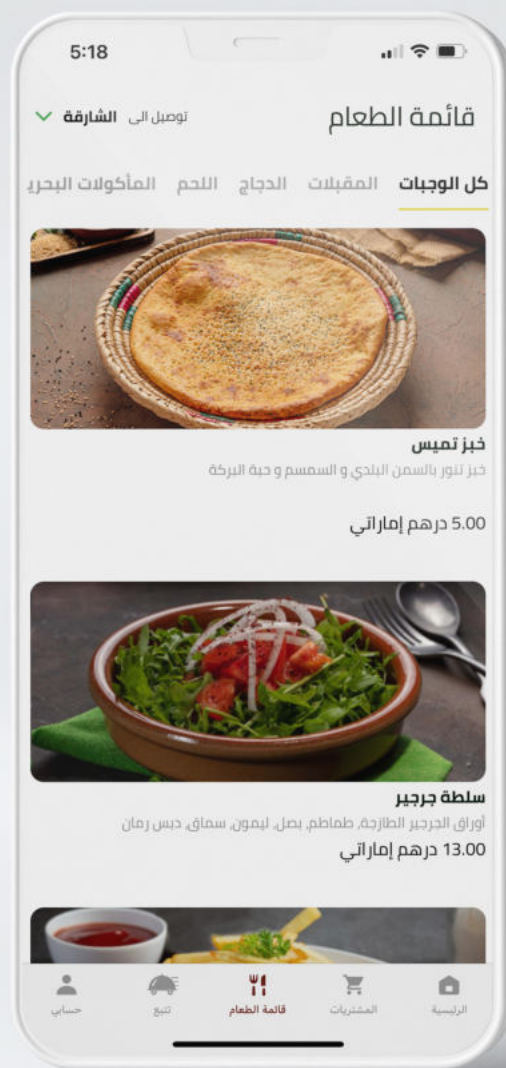 5:18
قائمة الطعام
توصيل الى الشارقة
كل الوجبات المقبلات الدجاج اللحم المأكولات البحري
خبز تميس
خبز تنور بالسمن البلدي و السمسم و حبة البركة
5.00 درهم إماراتي
سلطة جرجير
أوراق الجرجير الطازجة, طماطم, بصل, ليمون, سماق, دبس رمان
13.00 درهم إماراتي
الرئيسية المشتريات قائمة الطعام تتبع حسابي